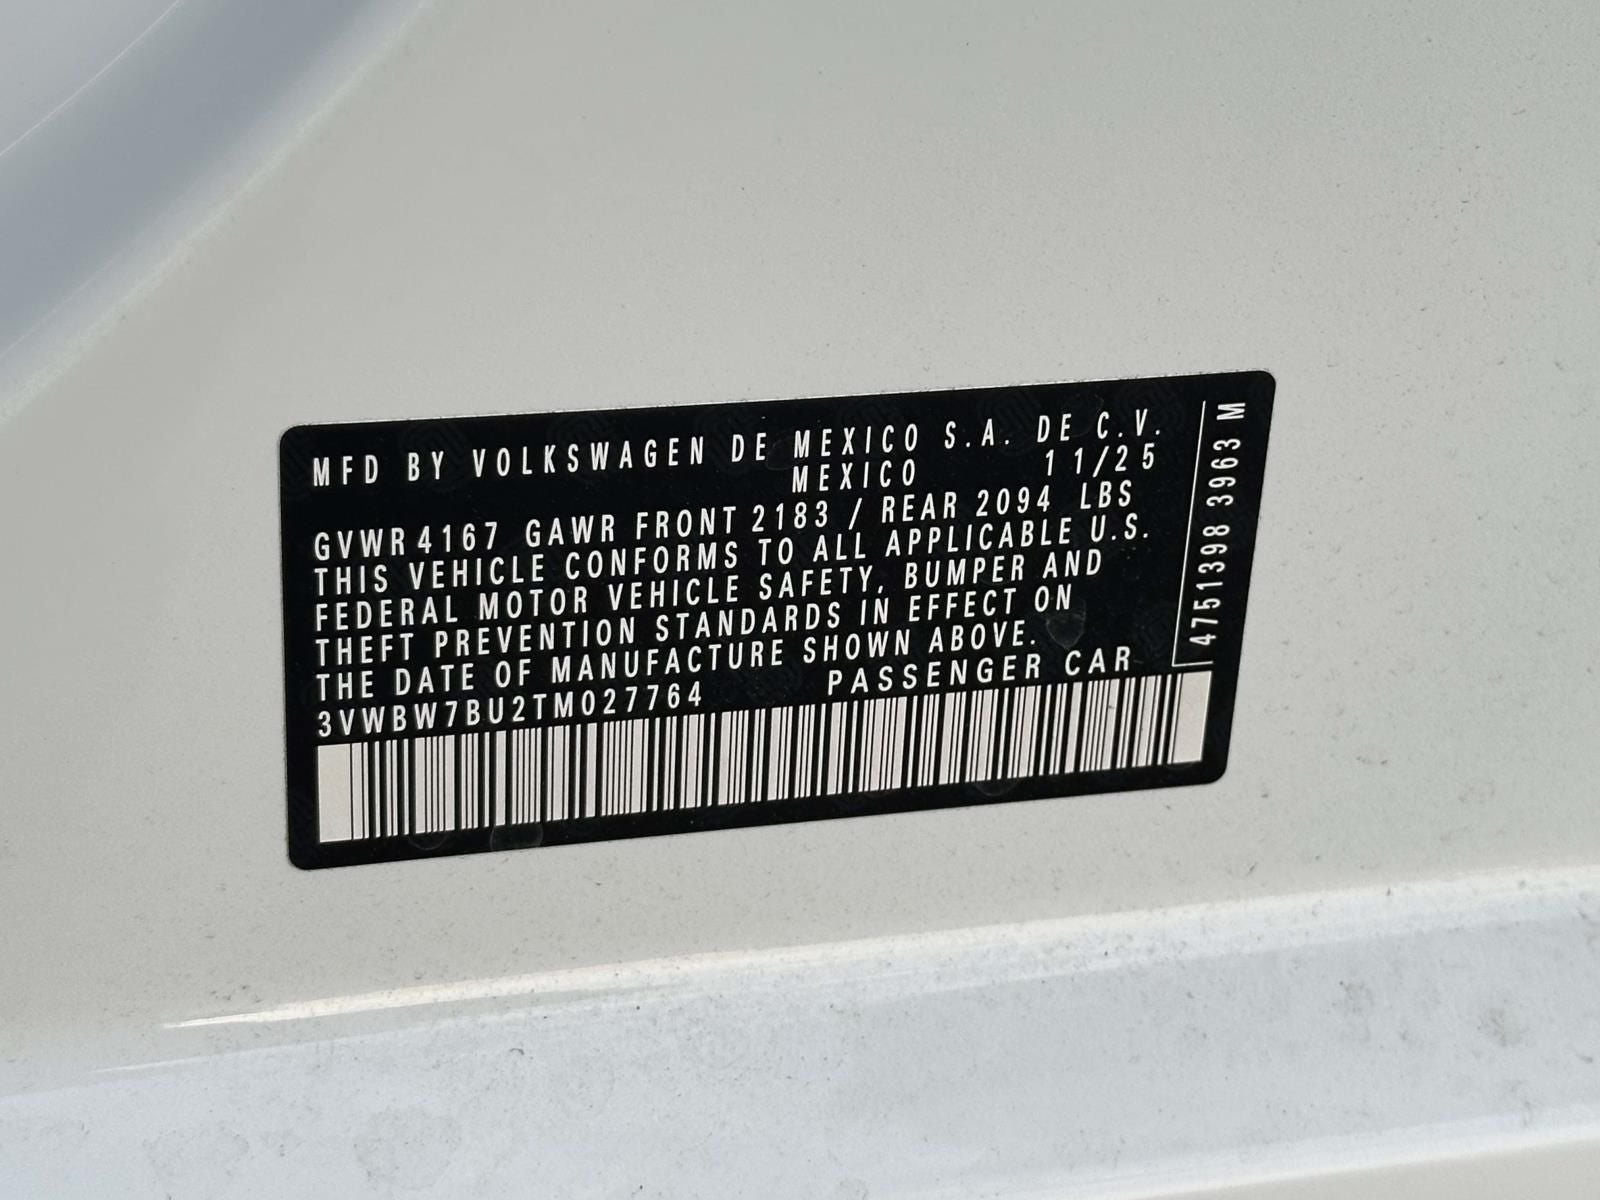 MFD BY VOLKSWAGEN DE MEXICO S.A. DE C.V.
MEXICO 11/25
GVWR 4167 GAWR FRONT 2183 / REAR 2094 LBS
THIS VEHICLE CONFORMS TO ALL APPLICABLE U.S.
FEDERAL MOTOR VEHICLE SAFETY, BUMPER AND
THEFT PREVENTION STANDARDS IN EFFECT ON
THE DATE OF MANUFACTURE SHOWN ABOVE.
3VWBW7BU2TM027764 PASSENGER CAR
4751398 3963 M